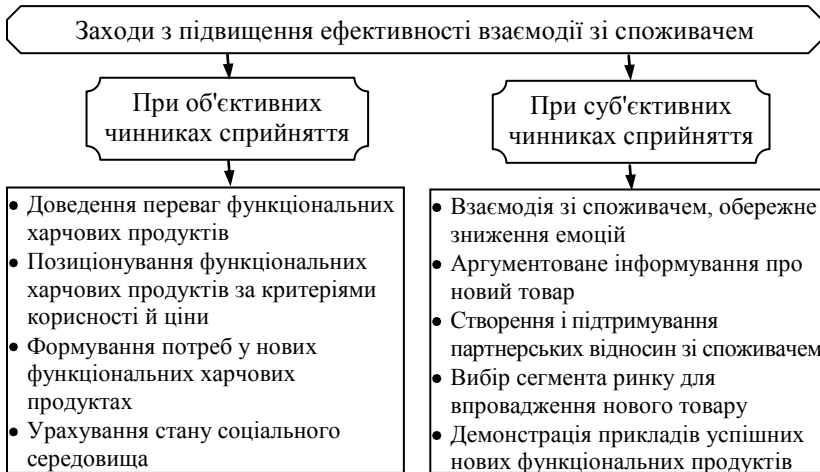 Заходи з підвищення ефективності взаємодії зі споживачем
При об'єктивних
чинниках сприйняття
При суб'єктивних
чинниках сприйняття
• Доведення переваг функціональних
харчових продуктів
• Позиціонування функціональних
харчових продуктів за критеріями
корисності й ціни
• Формування потреб у нових
функціональних харчових
продуктах
• Урахування стану соціального
середовища
• Взаємодія зі споживачем, обережне
зниження емоцій
• Аргументоване інформування про
новий товар
• Створення і підтримування
партнерських відносин зі споживачем
• Вибір сегмента ринку для
впровадження нового товару
• Демонстрація прикладів успішних
нових функціональних продуктів